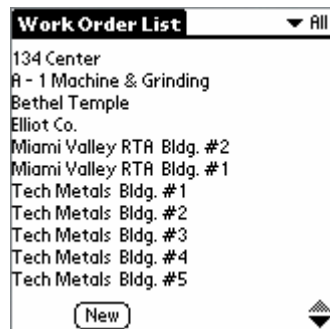 Work Order List
All
134 Center
A - 1 Machine & Grinding
Bethel Temple
Elliot Co.
Miami Valley RTA Bldg. #2
Miami Valley RTA Bldg. #1
Tech Metals Bldg. #1
Tech Metals Bldg. #2
Tech Metals Bldg. #3
Tech Metals Bldg. #4
Tech Metals Bldg. #5
New